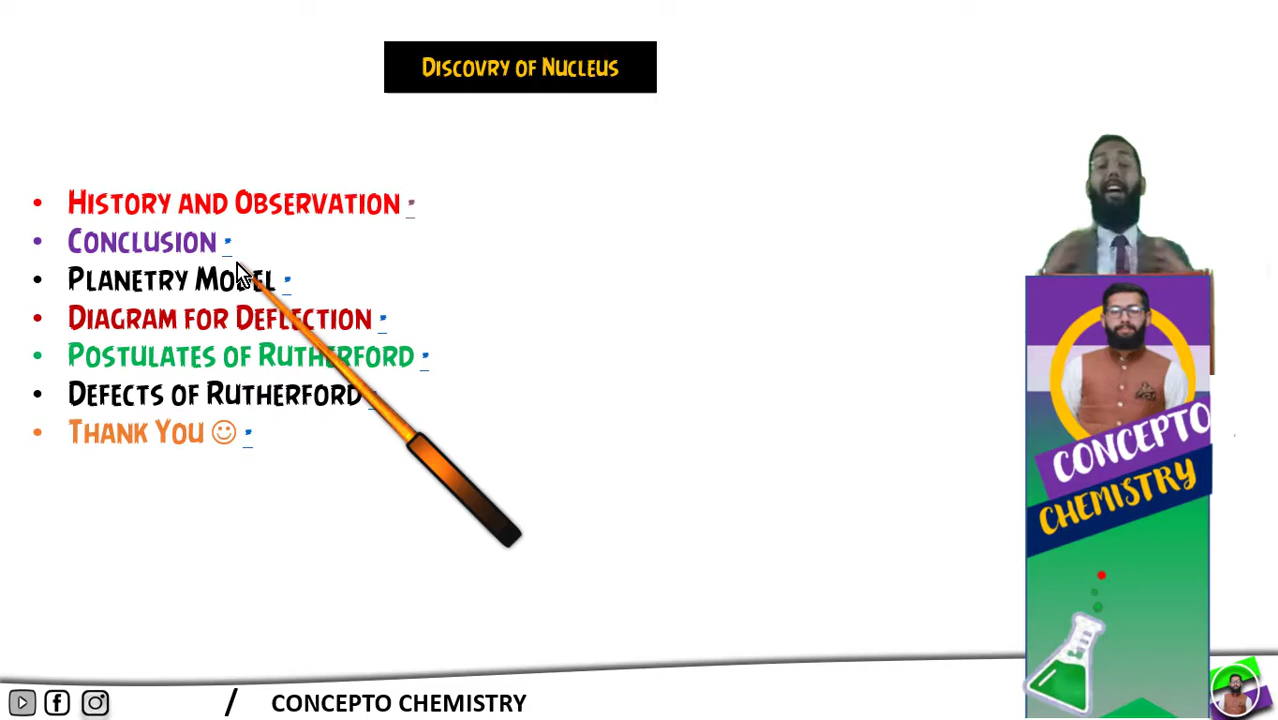 Discovry of Nucleus
• History and Observation .
• Conclusion .
• Planetry Model .
• Diagram for Deflection .
• Postulates of Rutherford .
• Defects of Rutherford .
• Thank You ☺ .
CONCEPTO
CHEMISTRY
/ CONCEPTO CHEMISTRY